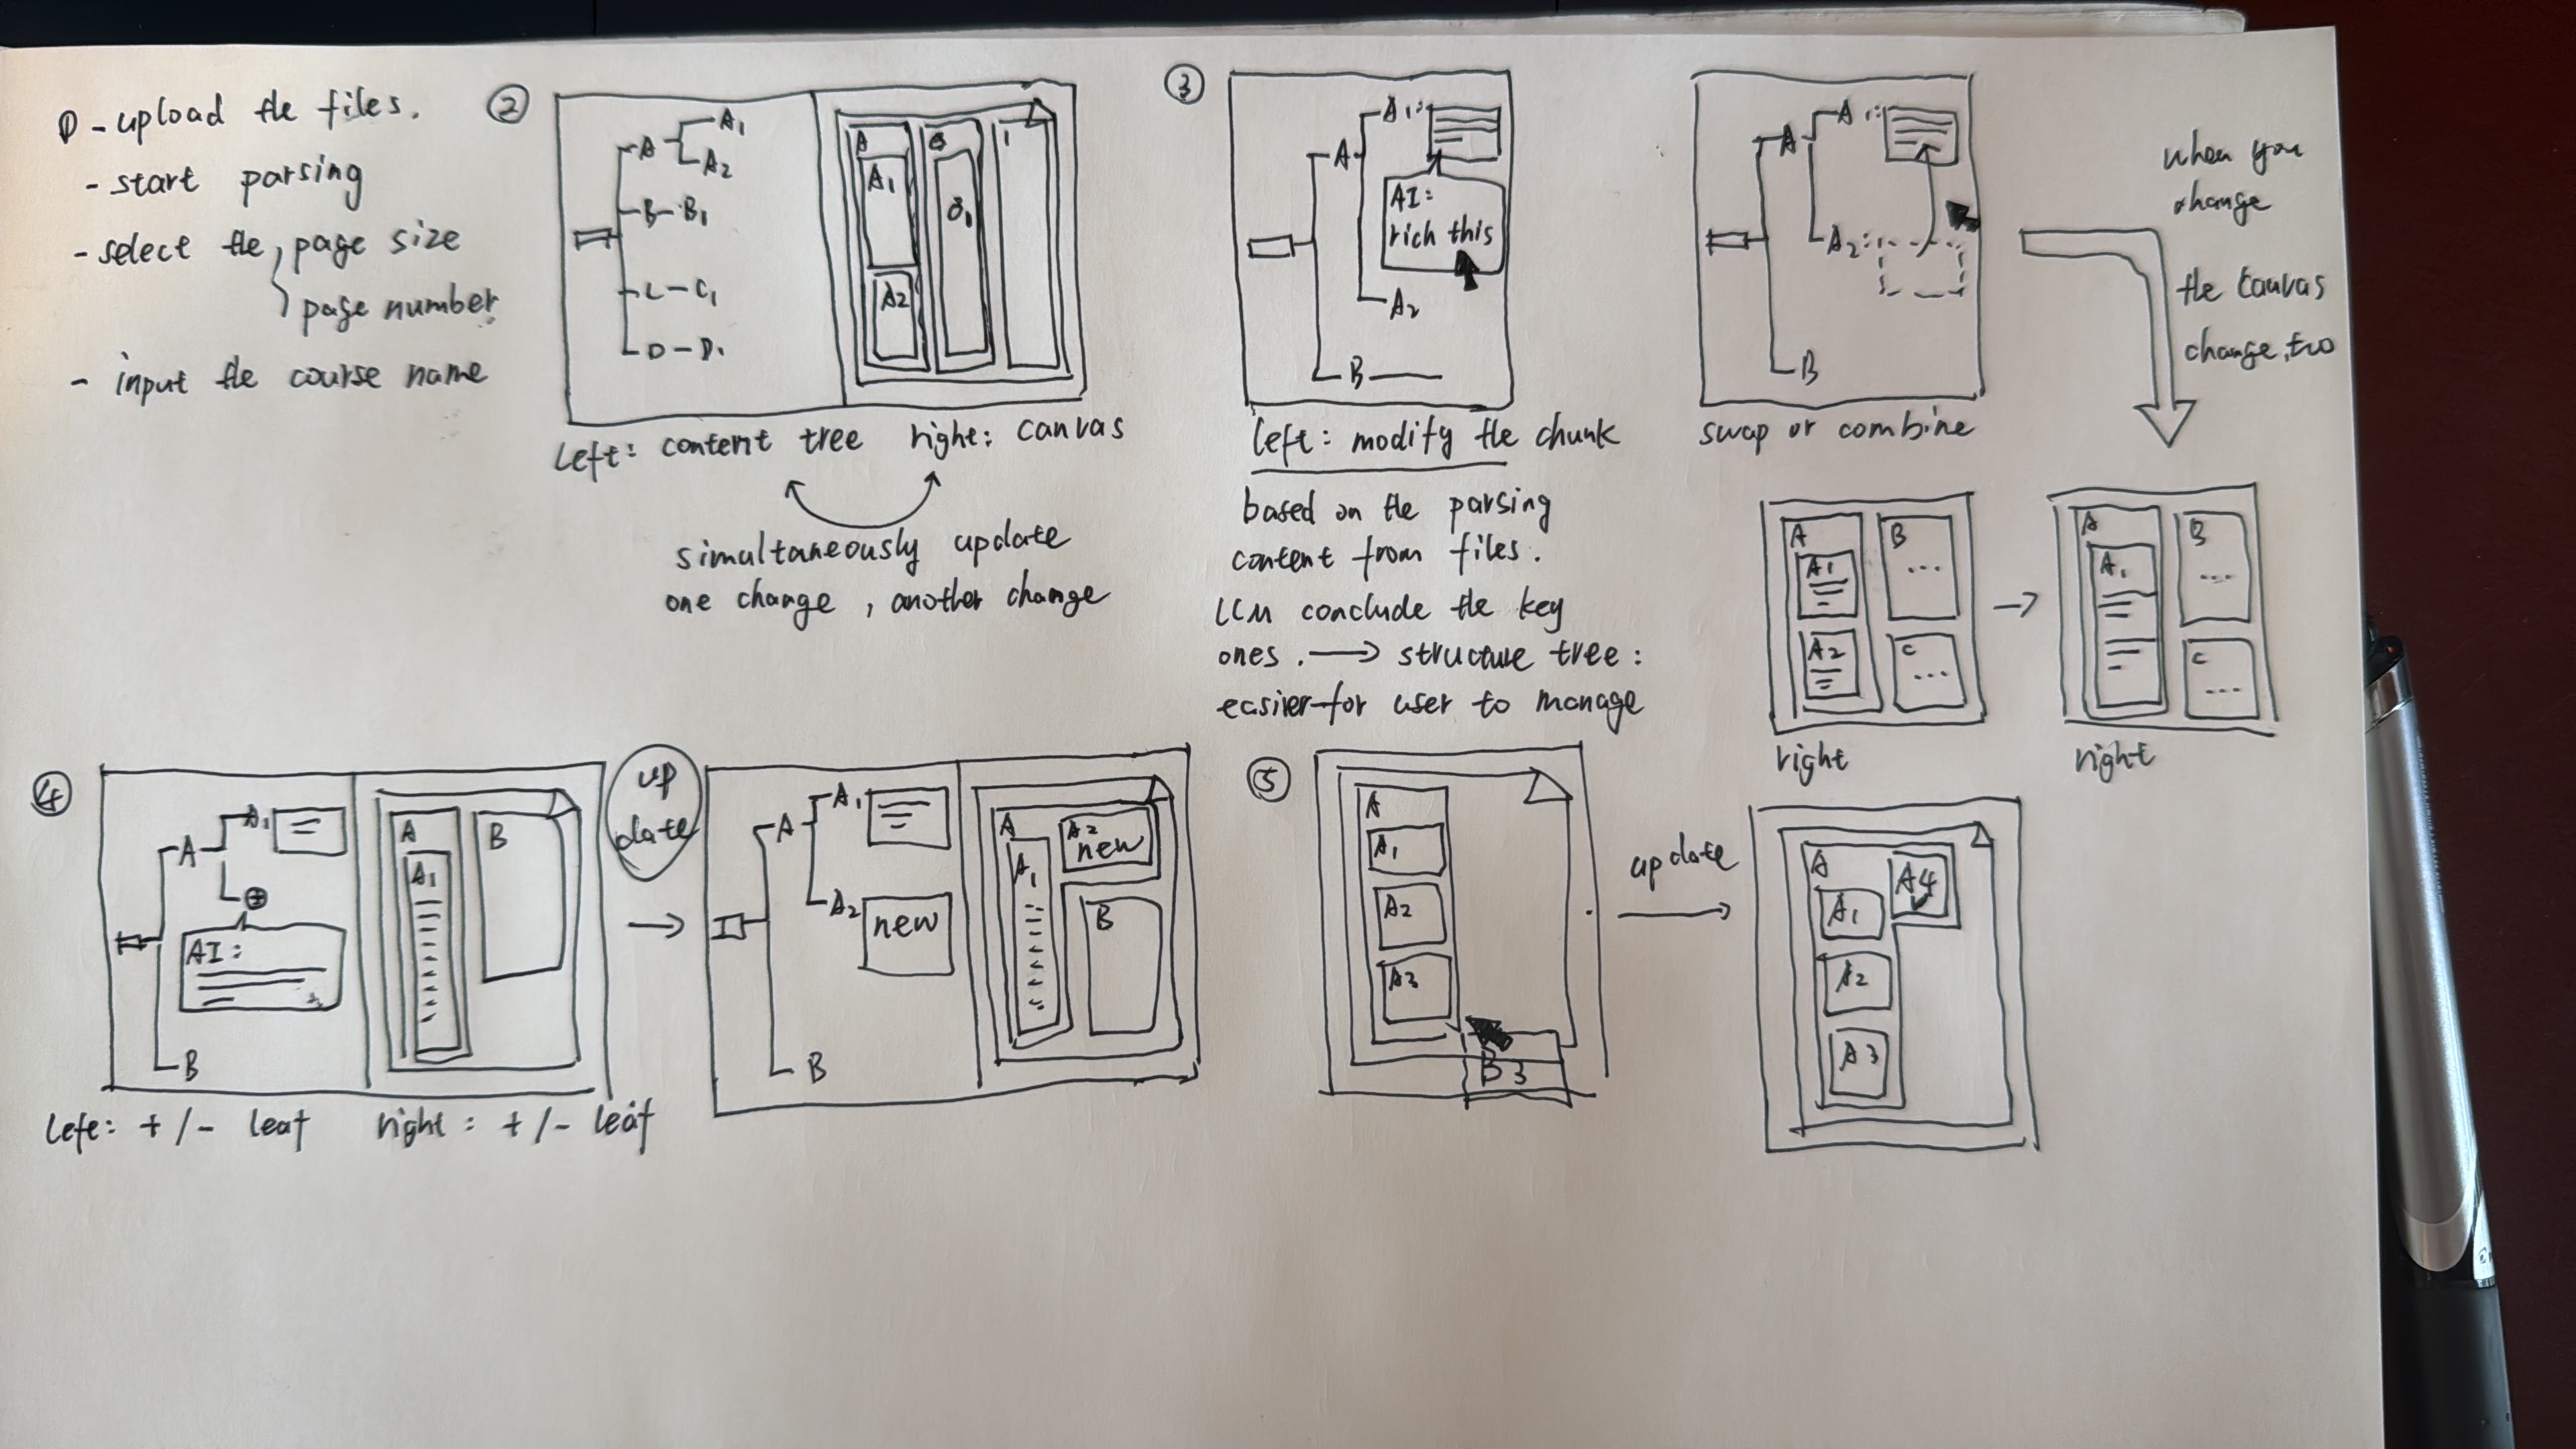 ① - upload the files.
- start parsing
- select the page size
page number
- input the course name
②
A
A1
A2
B - B1
C - C1
D - D1
A
A1
A2
B
B1
left: content tree right: canvas
simultaneously update
one change, another change
③
A
A1:
AI:
rich this
A2
B
left: modify the chunk
based on the parsing
content from files.
LLM conclude the key
ones. → structure tree:
easier for user to manage
A
A1:
A2:
B
swap or combine
when you
change
the canvas
change, too
A
A1
A2
B
...
C
...
right
→
A
A1
B
...
C
...
right
④
A
A1
+
AI:
B
A
A1
B
left: + / - leaf right: + / - leaf
up
date
→
A
A1
A2
new
B
A
A1
A2
new
B
⑤
A
A1
A2
A3
B3
update
A
A1
A4
A2
A3